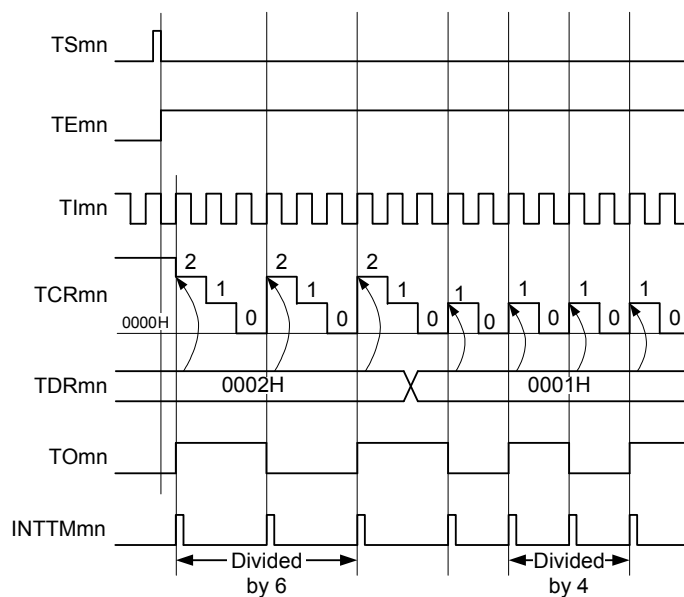 TSmn
TEmn
TImn
TCRmn
2 2 2
1 1 1 1 1 1 1
0 0 0 0 0 0 0
0000H
TDRmn
0002H 0001H
TOmn
INTTMmn
Divided by 6
Divided by 4